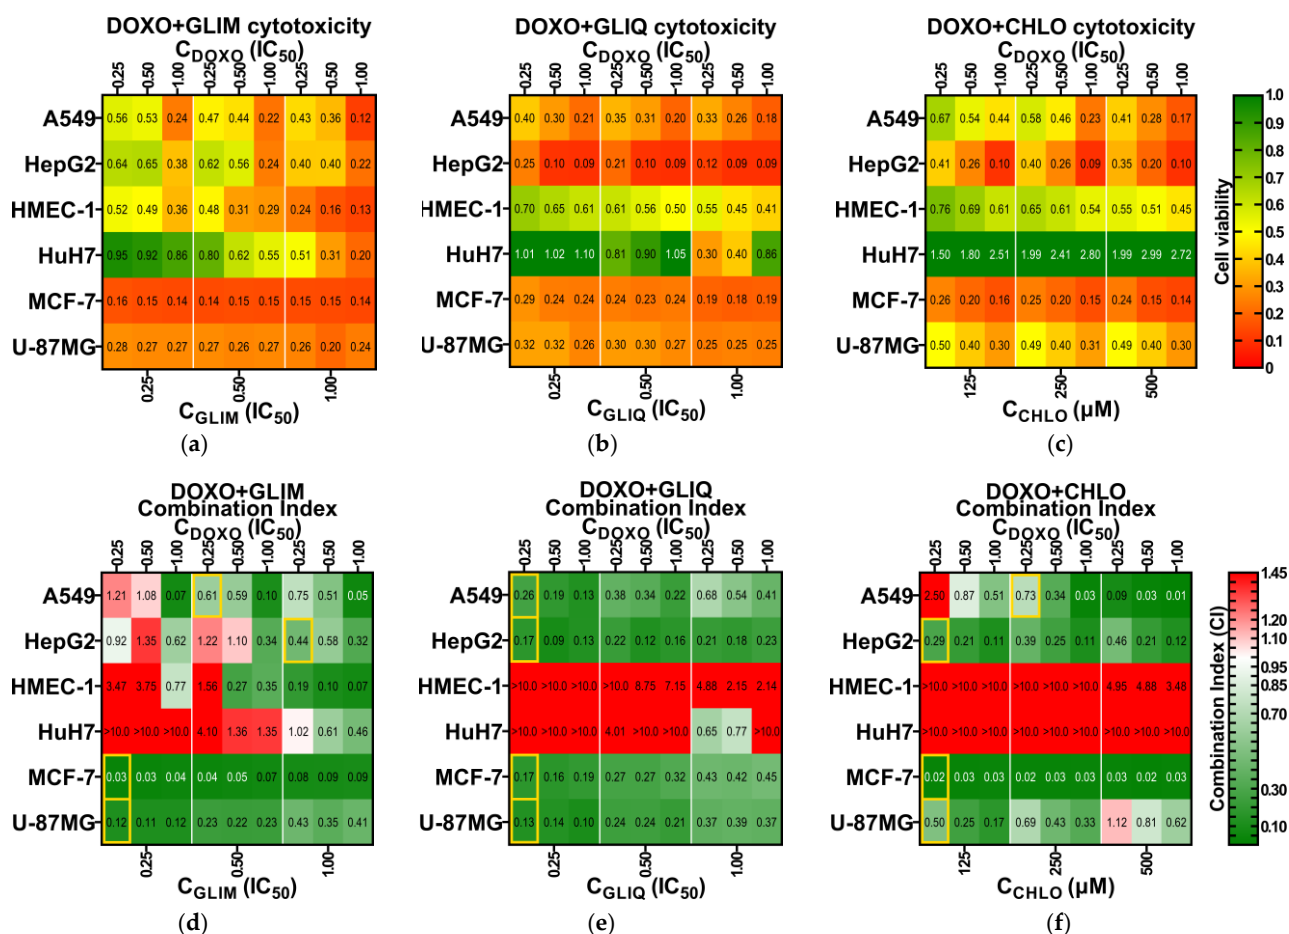 DOXO+GLIM cytotoxicity
C_DOXO (IC50)
0.25 0.50 1.00 0.25 0.50 1.00 0.25 0.50 1.00
A549 0.56 0.53 0.24 0.47 0.44 0.22 0.43 0.36 0.12
HepG2 0.64 0.65 0.38 0.62 0.56 0.24 0.40 0.40 0.22
HMEC-1 0.52 0.49 0.36 0.48 0.31 0.29 0.24 0.16 0.13
HuH7 0.95 0.92 0.86 0.80 0.62 0.55 0.51 0.31 0.20
MCF-7 0.16 0.15 0.14 0.14 0.15 0.15 0.15 0.15 0.14
U-87MG 0.28 0.27 0.27 0.27 0.26 0.27 0.26 0.20 0.24
0.25 0.50 1.00
C_GLIM (IC50)
(a)
DOXO+GLIQ cytotoxicity
C_DOXO (IC50)
0.25 0.50 1.00 0.25 0.50 1.00 0.25 0.50 1.00
A549 0.40 0.30 0.21 0.35 0.31 0.20 0.33 0.26 0.18
HepG2 0.25 0.10 0.09 0.21 0.10 0.09 0.12 0.09 0.09
HMEC-1 0.70 0.65 0.61 0.61 0.56 0.50 0.55 0.45 0.41
HuH7 1.01 1.02 1.10 0.81 0.90 1.05 0.30 0.40 0.86
MCF-7 0.29 0.24 0.24 0.24 0.23 0.24 0.19 0.18 0.19
U-87MG 0.32 0.32 0.26 0.30 0.30 0.27 0.25 0.25 0.25
0.25 0.50 1.00
C_GLIQ (IC50)
(b)
DOXO+CHLO cytotoxicity
C_DOXO (IC50)
0.25 0.50 1.00 0.25 0.50 1.00 0.25 0.50 1.00
A549 0.67 0.54 0.44 0.58 0.46 0.23 0.41 0.28 0.17
HepG2 0.41 0.26 0.10 0.40 0.26 0.09 0.35 0.20 0.10
HMEC-1 0.76 0.69 0.61 0.65 0.61 0.54 0.55 0.51 0.45
HuH7 1.50 1.80 2.51 1.99 2.41 2.80 1.99 2.99 2.72
MCF-7 0.26 0.20 0.16 0.25 0.20 0.15 0.24 0.15 0.14
U-87MG 0.50 0.40 0.30 0.49 0.40 0.31 0.49 0.40 0.30
125 250 500
C_CHLO (µM)
(c)
1.0
0.9
0.8
0.7
0.6
0.5
0.4
0.3
0.2
0.1
0
Cell viability
DOXO+GLIM
Combination Index
C_DOXO (IC50)
0.25 0.50 1.00 0.25 0.50 1.00 0.25 0.50 1.00
A549 1.21 1.08 0.07 0.61 0.59 0.10 0.75 0.51 0.05
HepG2 0.92 1.35 0.62 1.22 1.10 0.34 0.44 0.58 0.32
HMEC-1 3.47 3.75 0.77 1.56 0.27 0.35 0.19 0.10 0.07
HuH7 >10.0 >10.0 >10.0 4.10 1.36 1.35 1.02 0.61 0.46
MCF-7 0.03 0.03 0.04 0.04 0.05 0.07 0.08 0.09 0.09
U-87MG 0.12 0.11 0.12 0.23 0.22 0.23 0.43 0.35 0.41
0.25 0.50 1.00
C_GLIM (IC50)
(d)
DOXO+GLIQ
Combination Index
C_DOXO (IC50)
0.25 0.50 1.00 0.25 0.50 1.00 0.25 0.50 1.00
A549 0.26 0.19 0.13 0.38 0.34 0.22 0.68 0.54 0.41
HepG2 0.17 0.09 0.13 0.22 0.12 0.16 0.21 0.18 0.23
HMEC-1 >10.0 >10.0 >10.0 >10.0 8.75 7.15 4.88 2.15 2.14
HuH7 >10.0 >10.0 >10.0 4.01 >10.0 >10.0 0.65 0.77 >10.0
MCF-7 0.17 0.16 0.19 0.27 0.27 0.32 0.43 0.42 0.45
U-87MG 0.13 0.14 0.10 0.24 0.24 0.21 0.37 0.39 0.37
0.25 0.50 1.00
C_GLIQ (IC50)
(e)
DOXO+CHLO
Combination Index
C_DOXO (IC50)
0.25 0.50 1.00 0.25 0.50 1.00 0.25 0.50 1.00
A549 2.50 0.87 0.51 0.73 0.34 0.03 0.09 0.03 0.01
HepG2 0.29 0.21 0.11 0.39 0.25 0.11 0.46 0.21 0.12
HMEC-1 >10.0 >10.0 >10.0 >10.0 >10.0 >10.0 4.95 4.88 3.48
HuH7 >10.0 >10.0 >10.0 >10.0 >10.0 >10.0 >10.0 >10.0 >10.0
MCF-7 0.02 0.03 0.03 0.02 0.03 0.03 0.03 0.02 0.03
U-87MG 0.50 0.25 0.17 0.69 0.43 0.33 1.12 0.81 0.62
125 250 500
C_CHLO (µM)
(f)
1.45
1.10
0.95
0.70
0.30
0.10
Combination Index (CI)